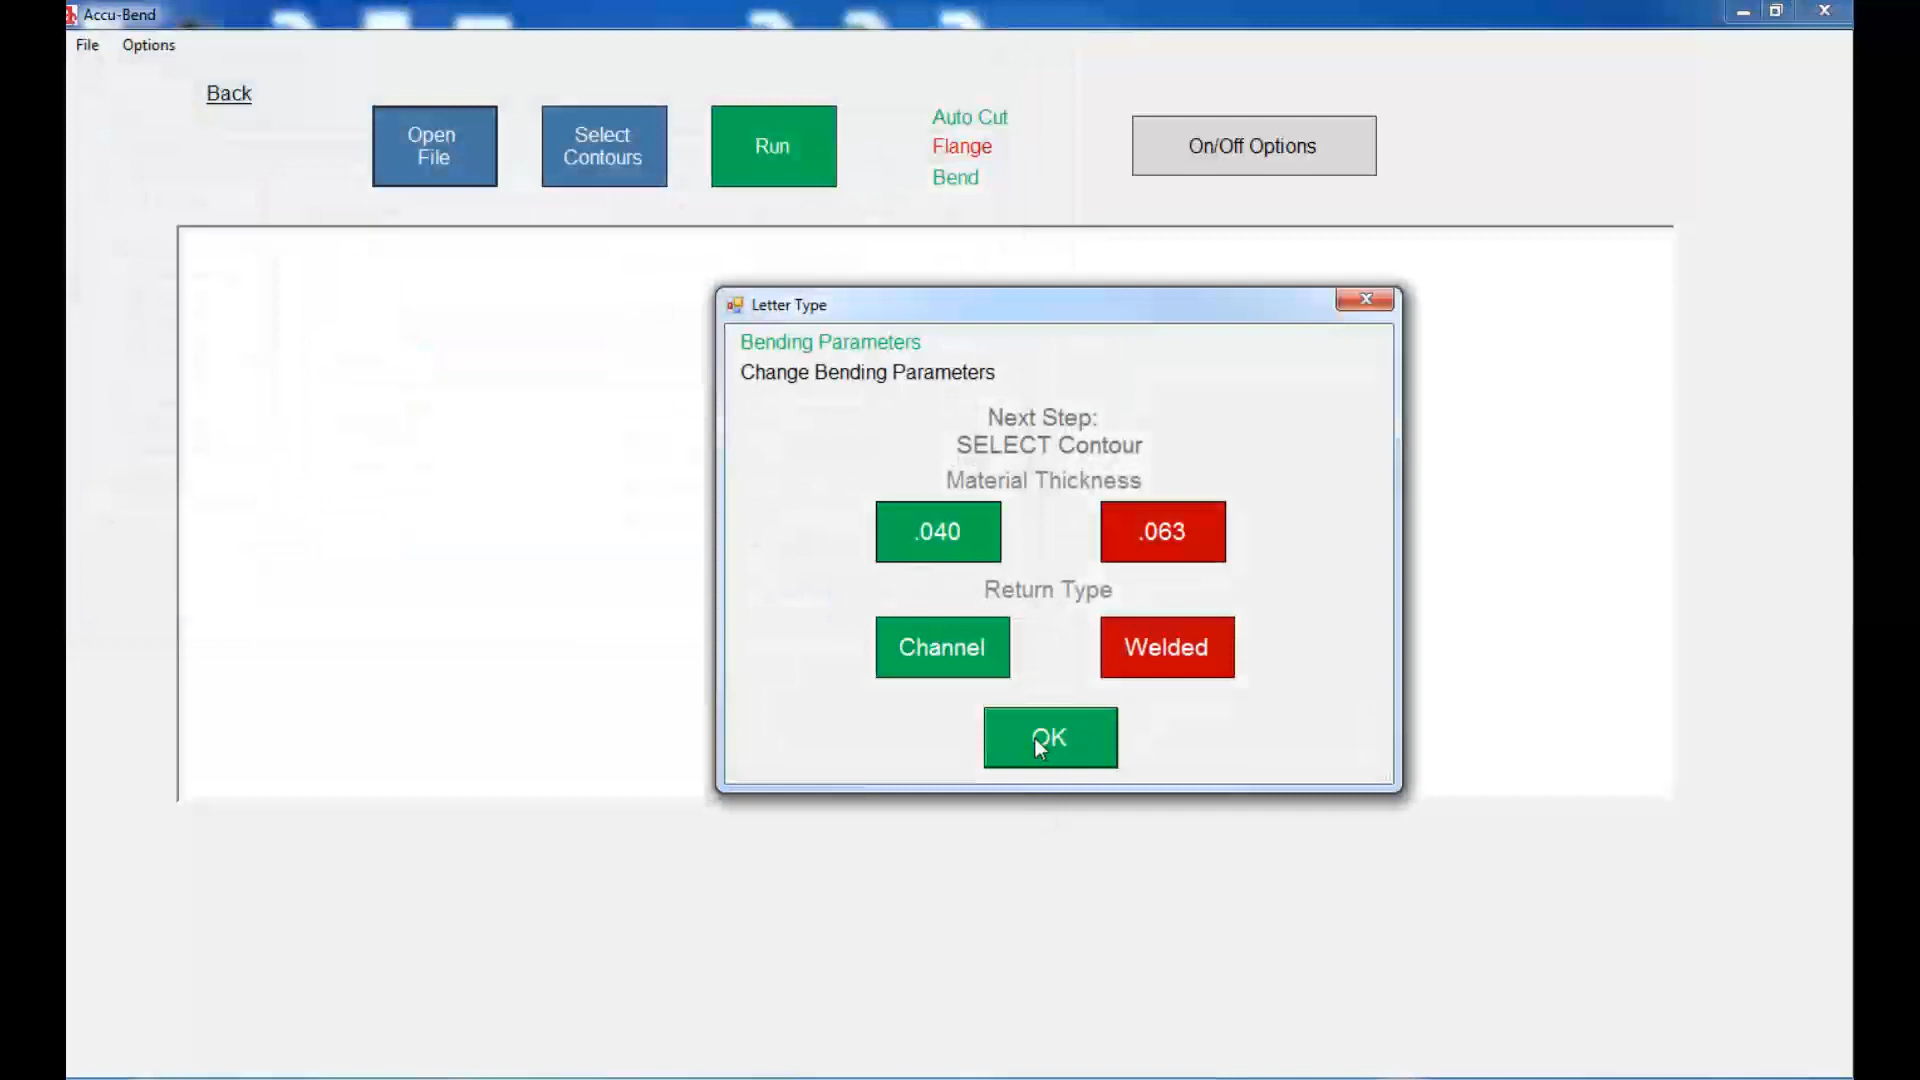 Accu-Bend
File Options
Back
Open
File
Select
Contours
Run
Auto Cut
Flange
Bend
On/Off Options
Letter Type
Bending Parameters
Change Bending Parameters
Next Step:
SELECT Contour
Material Thickness
.040 .063
Return Type
Channel Welded
OK